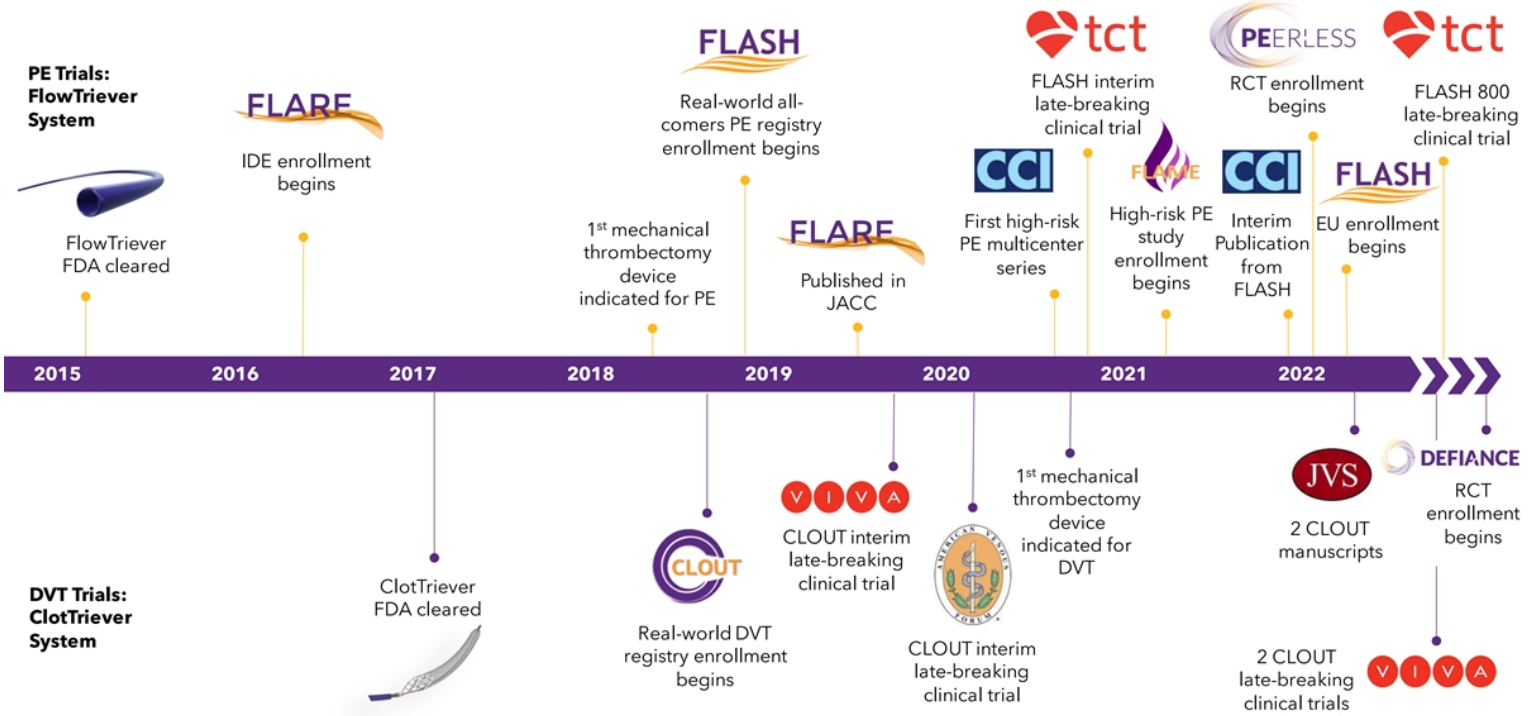 PE Trials:
FlowTriever
System
FlowTriever
FDA cleared
FLARE
IDE enrollment
begins
1st mechanical
thrombectomy
device
indicated for PE
FLASH
Real-world all-
comers PE registry
enrollment begins
FLARE
Published in
JACC
CCI
First high-risk
PE multicenter
series
tct
FLASH interim
late-breaking
clinical trial
FLAME
High-risk PE
study
enrollment
begins
CCI
Interim
Publication
from
FLASH
PEERLESS
RCT enrollment
begins
FLASH
EU enrollment
begins
tct
FLASH 800
late-breaking
clinical trial
2015 2016 2017 2018 2019 2020 2021 2022
DVT Trials:
ClotTriever
System
ClotTriever
FDA cleared
CLOUT
Real-world DVT
registry enrollment
begins
VIVA
CLOUT interim
late-breaking
clinical trial
AMERICAN VENOUS
FORUM
CLOUT interim
late-breaking
clinical trial
1st mechanical
thrombectomy
device
indicated for
DVT
JVS
2 CLOUT
manuscripts
DEFIANCE
RCT
enrollment
begins
2 CLOUT
late-breaking
clinical trials
VIVA